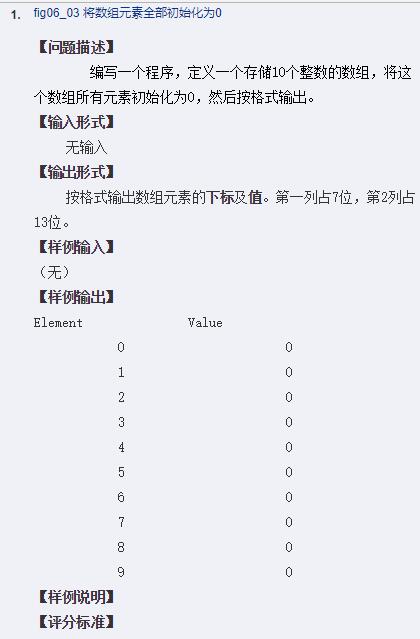 1. fig06_03 将数组元素全部初始化为0
【问题描述】
编写一个程序，定义一个存储10个整数的数组，将这
个数组所有元素初始化为0，然后按格式输出。
【输入形式】
无输入
【输出形式】
按格式输出数组元素的下标及值。第一列占7位，第2列占
13位。
【样例输入】
（无）
【样例输出】
Element Value
0 0
1 0
2 0
3 0
4 0
5 0
6 0
7 0
8 0
9 0
【样例说明】
【评分标准】